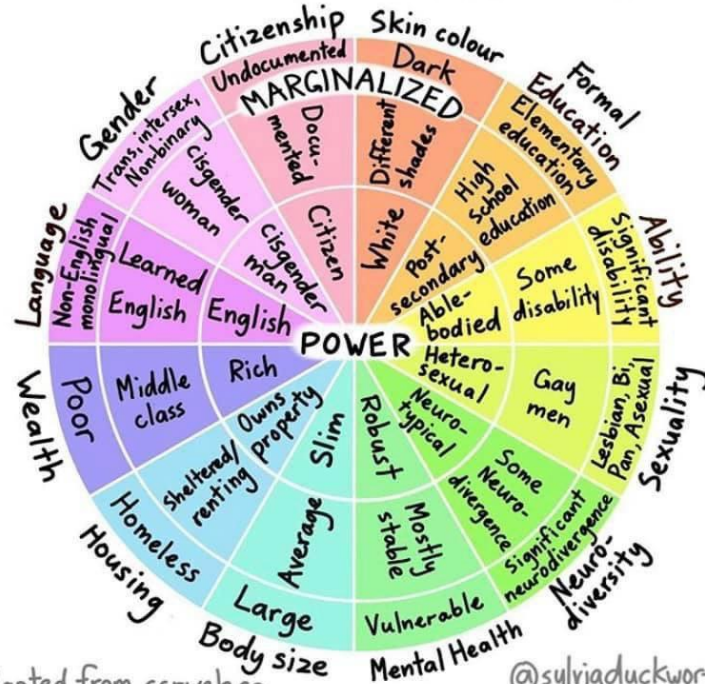 Citizenship
Undocumented
Docu-
mented
Citizen
Skin colour
Dark
Different
shades
White
Formal
Education
Elementary
education
High
School
education
Post-
secondary
Ability
Significant
disability
Some
disability
Able-
bodied
Sexuality
Lesbian, Bi,
Pan, Asexual
Gay
men
Hetero-
sexual
Neuro-
diversity
Significant
neurodivergence
Some
Neuro-
divergence
Neuro-
typical
Mental Health
Vulnerable
Mostly
stable
Robust
Body size
Large
Average
Slim
Housing
Homeless
Sheltered/
renting
Owns
property
Wealth
Poor
Middle
class
Rich
Language
Non-English
monolingual
Learned
English
English
Gender
Trans, intersex,
Non-binary
Cisgender
woman
cisgender
man
MARGINALIZED
POWER
@sylviaduckwor